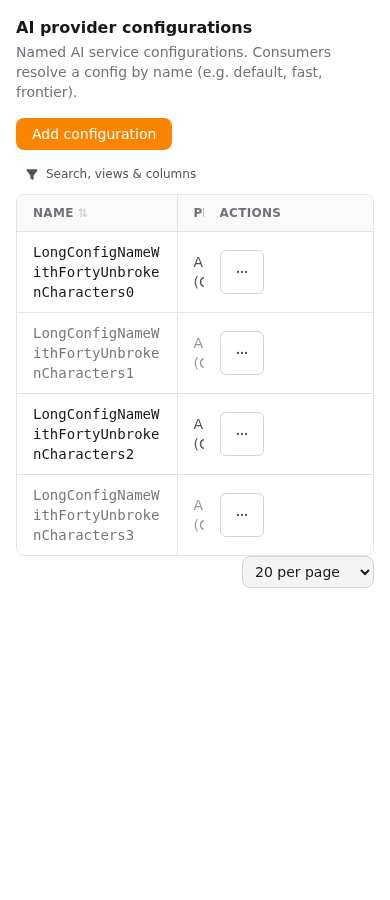 AI provider configurations
Named AI service configurations. Consumers
resolve a config by name (e.g. default, fast,
frontier).
Add configuration
Search, views & columns
NAME ACTIONS
LongConfigNameW
ithFortyUnbroke
nCharacters0
A
(C
...
LongConfigNameW
ithFortyUnbroke
nCharacters1
A
(C
...
LongConfigNameW
ithFortyUnbroke
nCharacters2
A
(C
...
LongConfigNameW
ithFortyUnbroke
nCharacters3
A
(C
...
20 per page